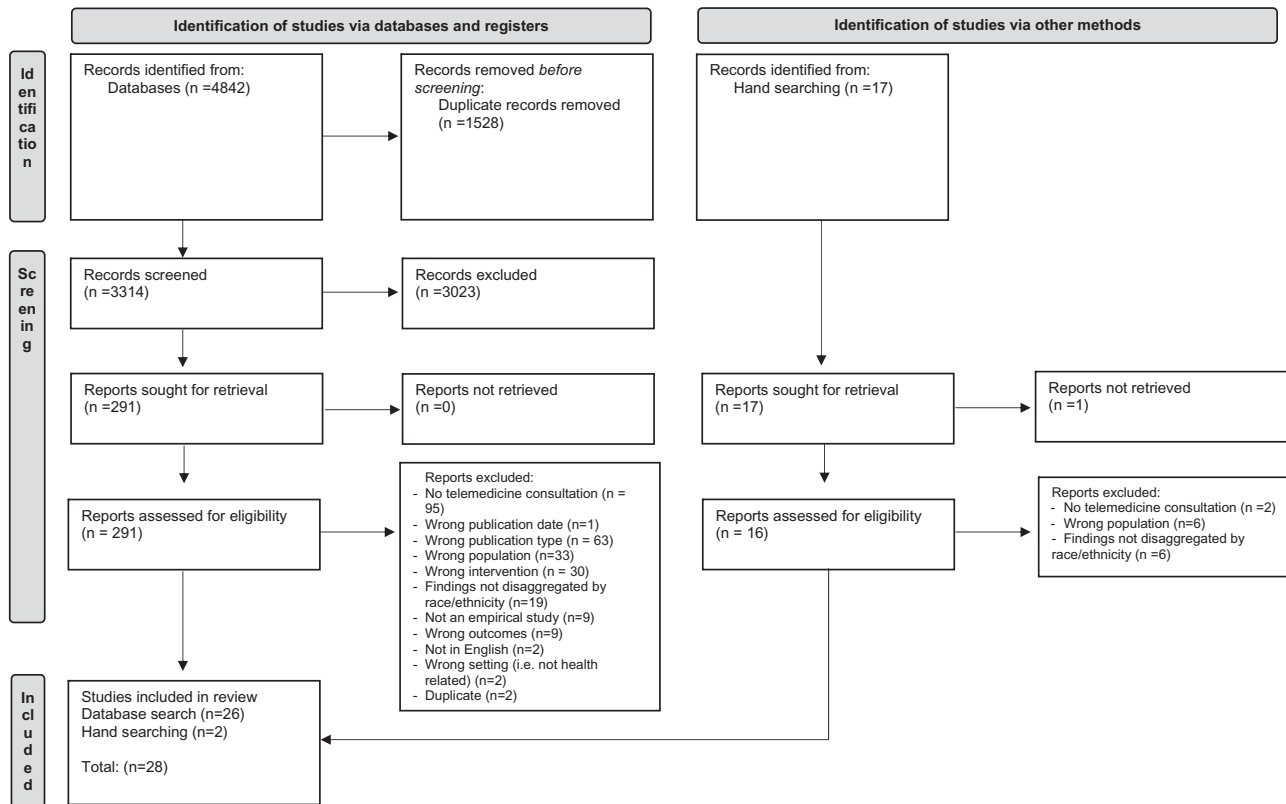 Identification of studies via databases and registers
Identification of studies via other methods
Id
en
tifi
ca
tio
n
Records identified from:
Databases (n =4842)
Records removed before
screening:
Duplicate records removed
(n =1528)
Records identified from:
Hand searching (n =17)
Sc
re
en
in
g
Records screened
(n =3314)
Records excluded
(n =3023)
Reports sought for retrieval
(n =291)
Reports not retrieved
(n =0)
Reports sought for retrieval
(n =17)
Reports not retrieved
(n =1)
Reports assessed for eligibility
(n = 291)
Reports excluded:
- No telemedicine consultation (n =
95)
- Wrong publication date (n=1)
- Wrong publication type (n = 63)
- Wrong population (n=33)
- Wrong intervention (n = 30)
- Findings not disaggregated by
race/ethnicity (n=19)
- Not an empirical study (n=9)
- Wrong outcomes (n=9)
- Not in English (n=2)
- Wrong setting (i.e. not health
related) (n=2)
- Duplicate (n=2)
Reports assessed for eligibility
(n = 16)
Reports excluded:
- No telemedicine consultation (n =2)
- Wrong population (n=6)
- Findings not disaggregated by
race/ethnicity (n =6)
In
cl
u
d
e
d
Studies included in review
Database search (n=26)
Hand searching (n=2)
Total: (n=28)